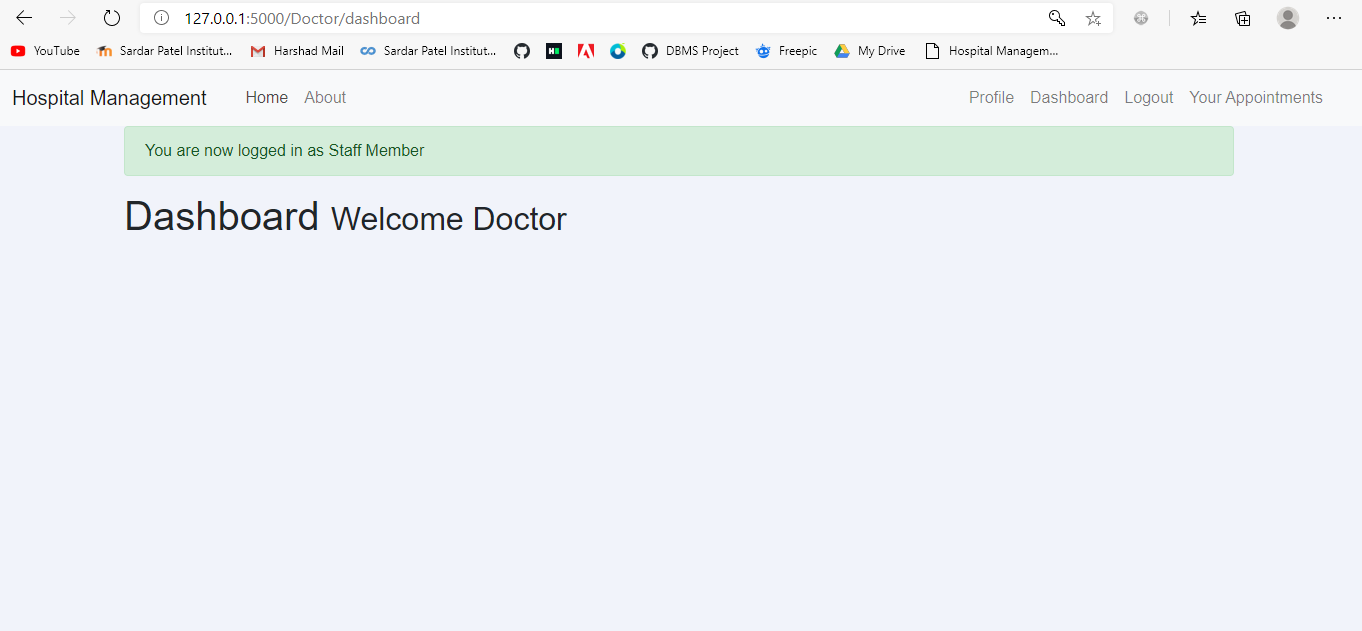 127.0.0.1:5000/Doctor/dashboard
YouTube Sardar Patel Institut... Harshad Mail Sardar Patel Institut... DBMS Project Freepic My Drive Hospital Managem...
Hospital Management Home About Profile Dashboard Logout Your Appointments
You are now logged in as Staff Member
Dashboard Welcome Doctor